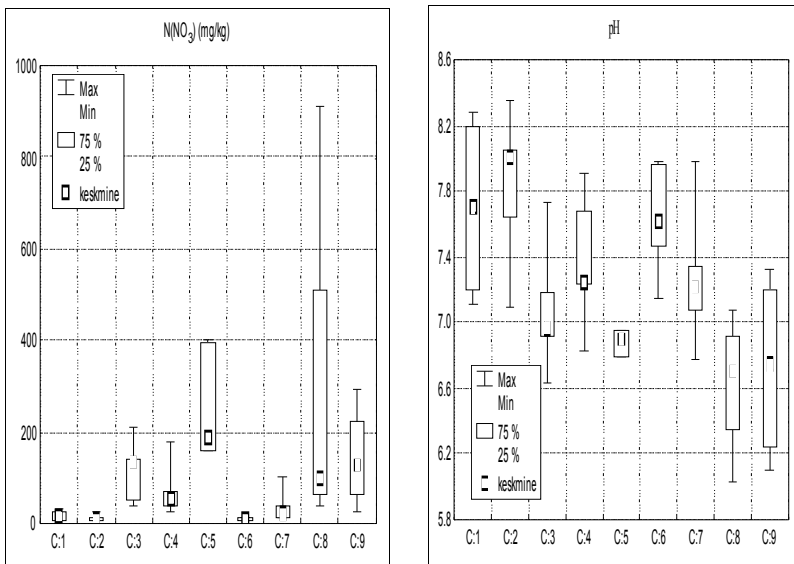 N(NO3) (mg/kg)
1000
800
600
400
200
0
Max
Min
75 %
25 %
keskmine
C:1 C:2 C:3 C:4 C:5 C:6 C:7 C:8 C:9
pH
8.6
8.2
7.8
7.4
7.0
6.6
6.2
5.8
Max
Min
75 %
25 %
keskmine
C:1 C:2 C:3 C:4 C:5 C:6 C:7 C:8 C:9